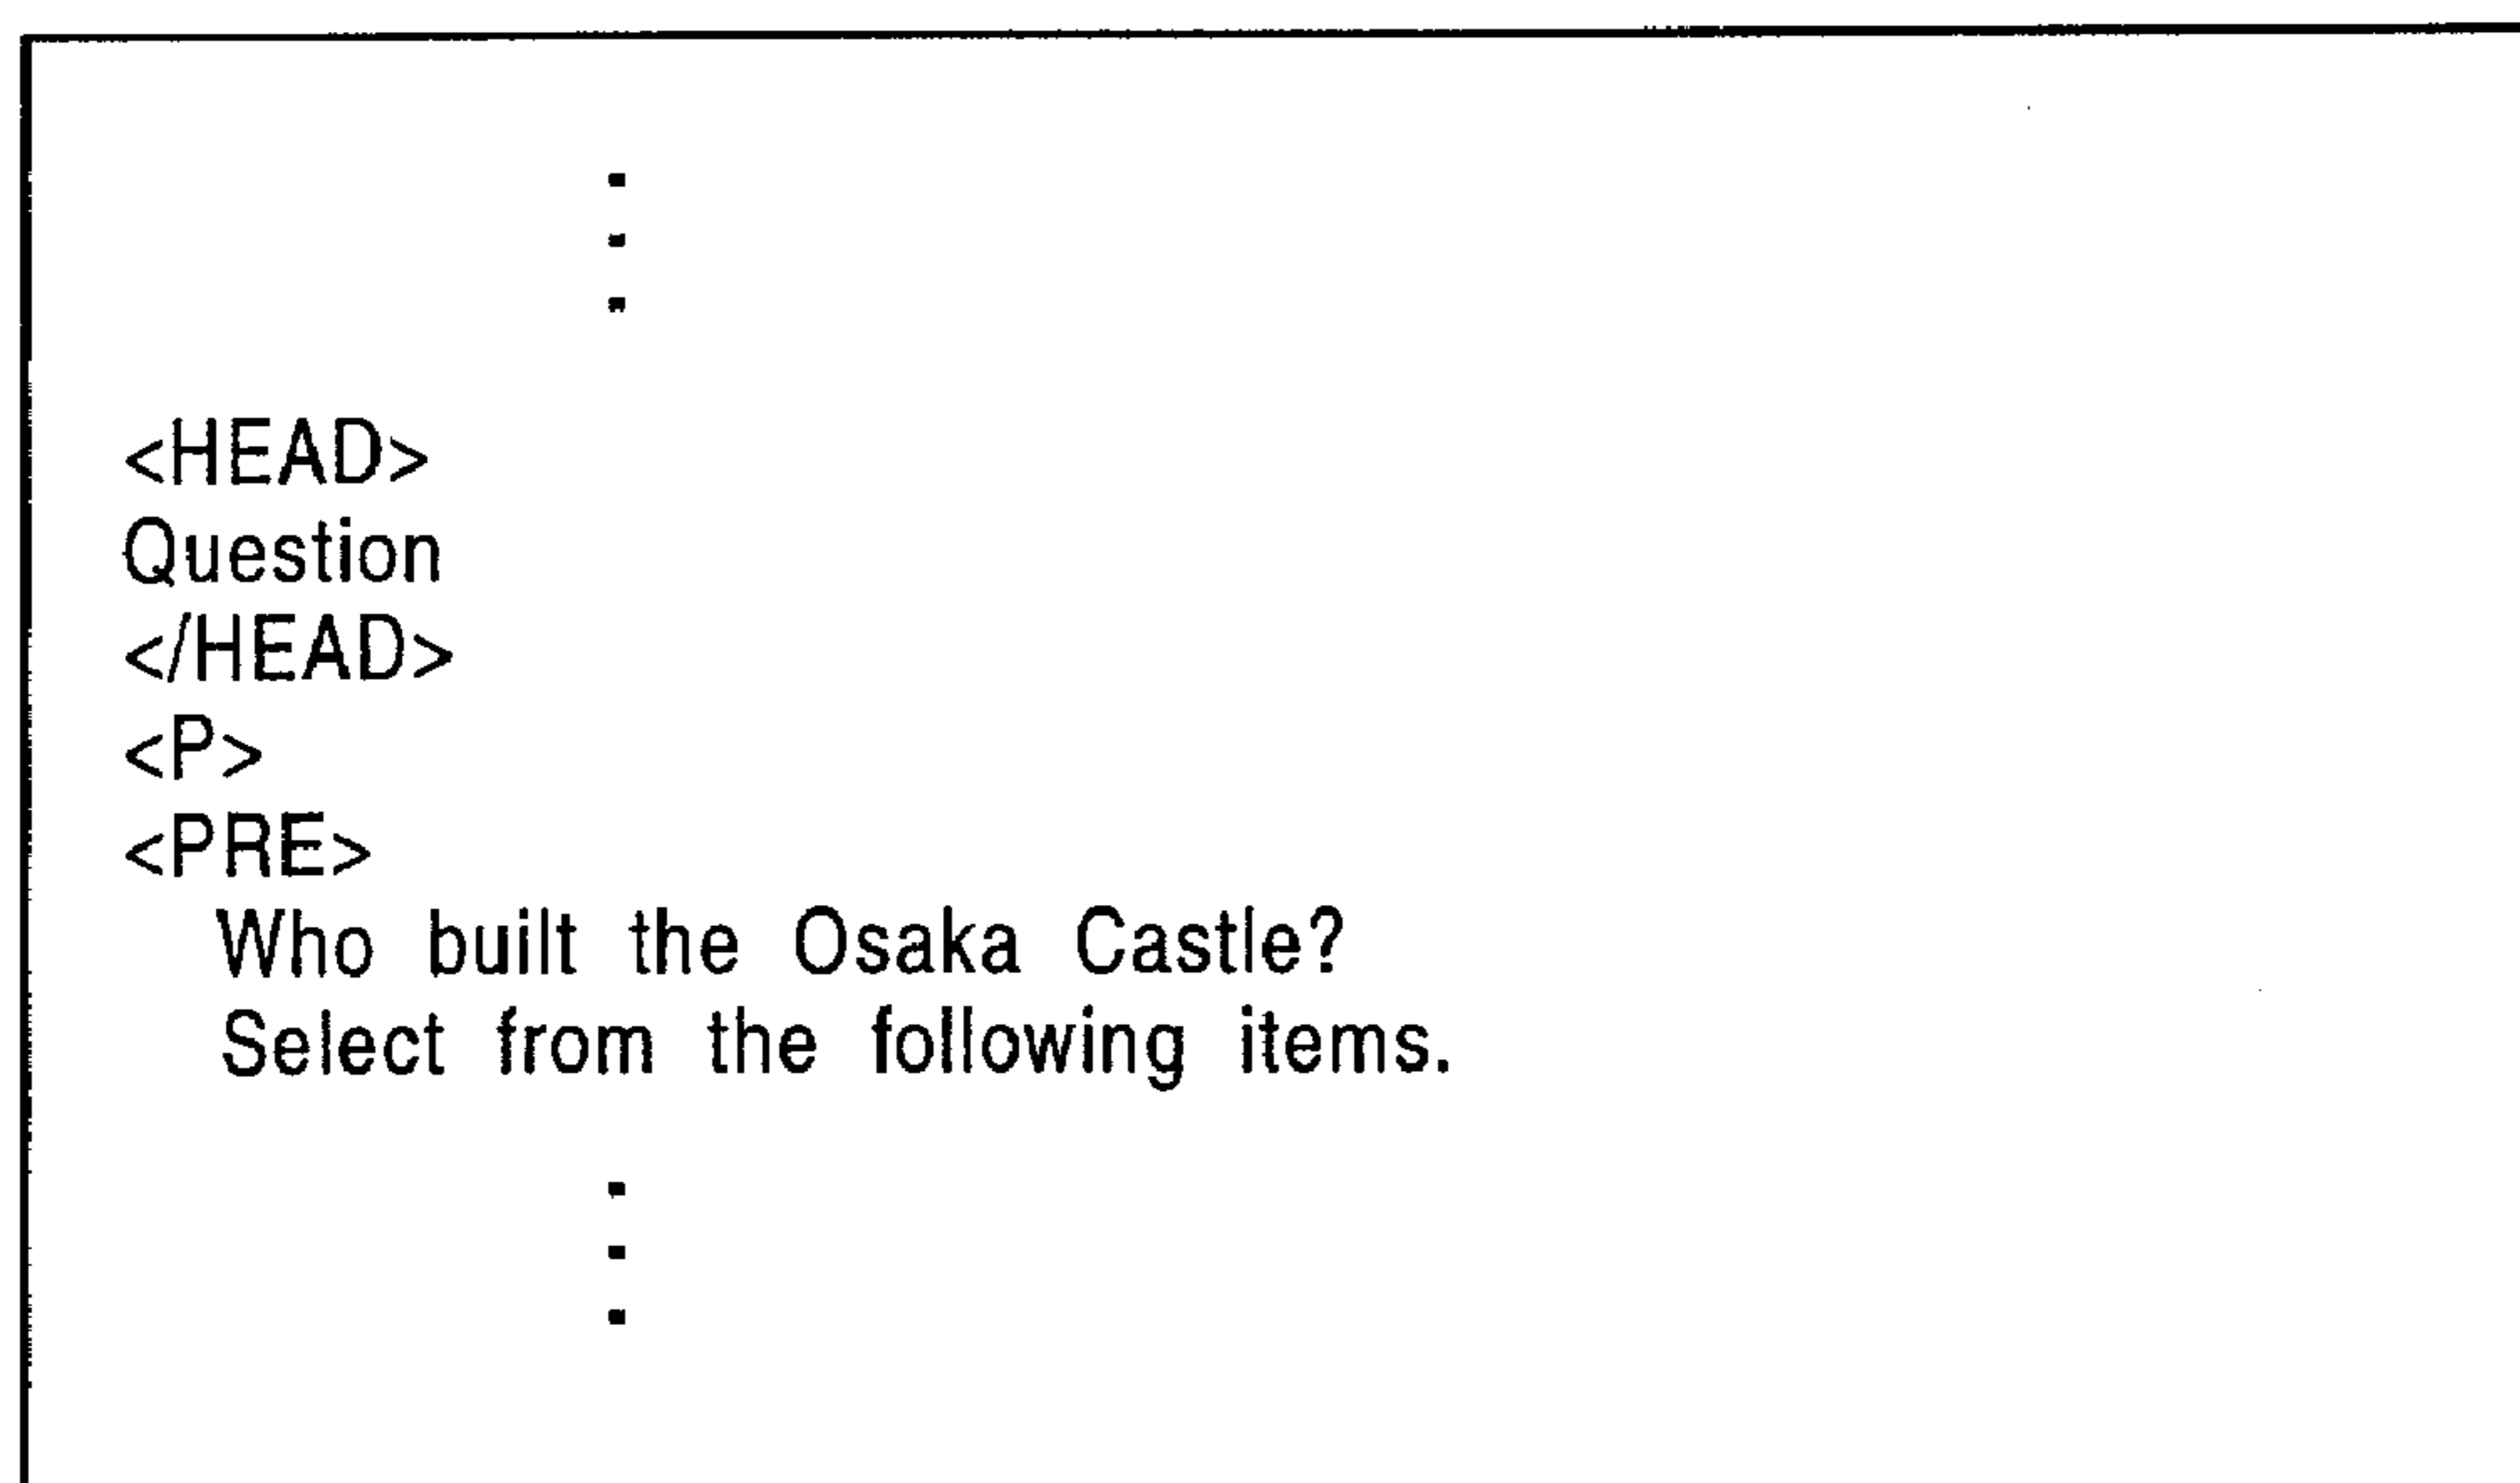 <HEAD>
Question
</HEAD>
<P>
<PRE>
Who built the Osaka Castle?
Select from the following items.